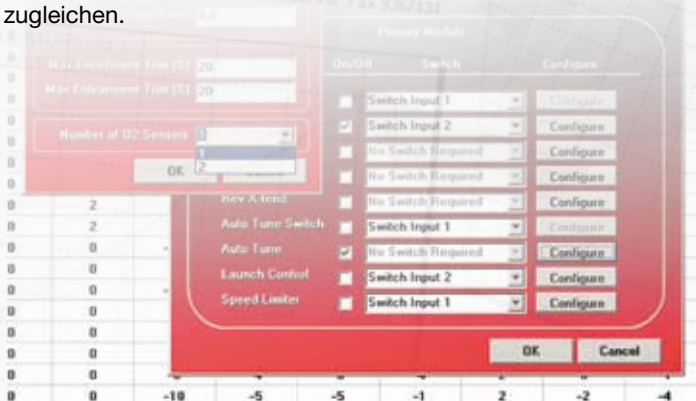 zugleichen.
Fax 9367434
Primary Module
0.0
On/Off Switch Configure
Max Enrichment Trim (%) 20
Max Enleanment Trim (%) 20
Switch Input 1 Configure
Number of O2 Sensors 1
Switch Input 2 Configure
1
2
No Switch Required Configure
OK
No Switch Required Configure
Rev Xtend No Switch Required Configure
Auto Tune Switch Switch Input 1 Configure
Auto Tune No Switch Required Configure
Launch Control Switch Input 2 Configure
Speed Limiter Switch Input 1 Configure
OK Cancel
0 2
0 2
0 0
0 0
0 0
0 0
0 0
0 0
0 0 -10 -5 -5 -1 2 -2 -4